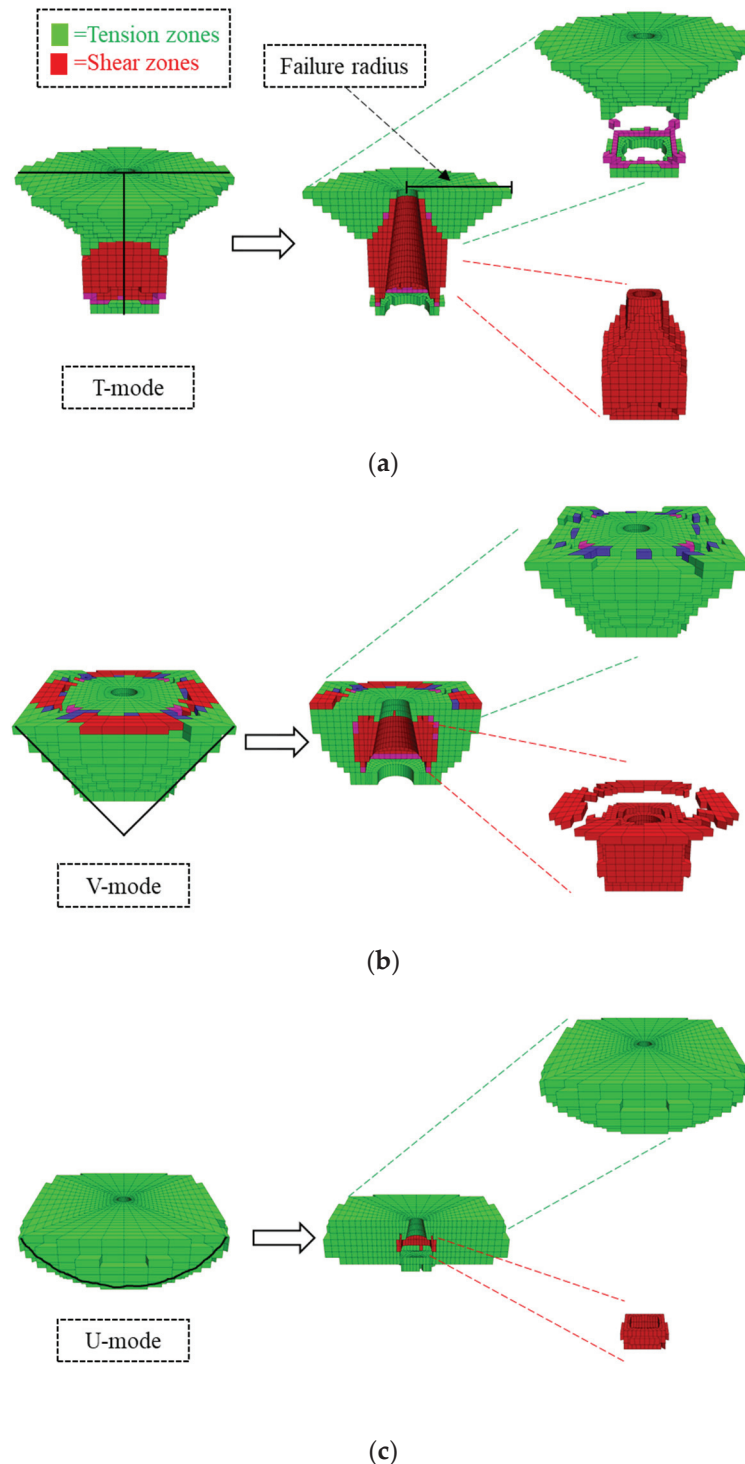 =Tension zones
=Shear zones
Failure radius
T-mode
(a)
V-mode
(b)
U-mode
(c)